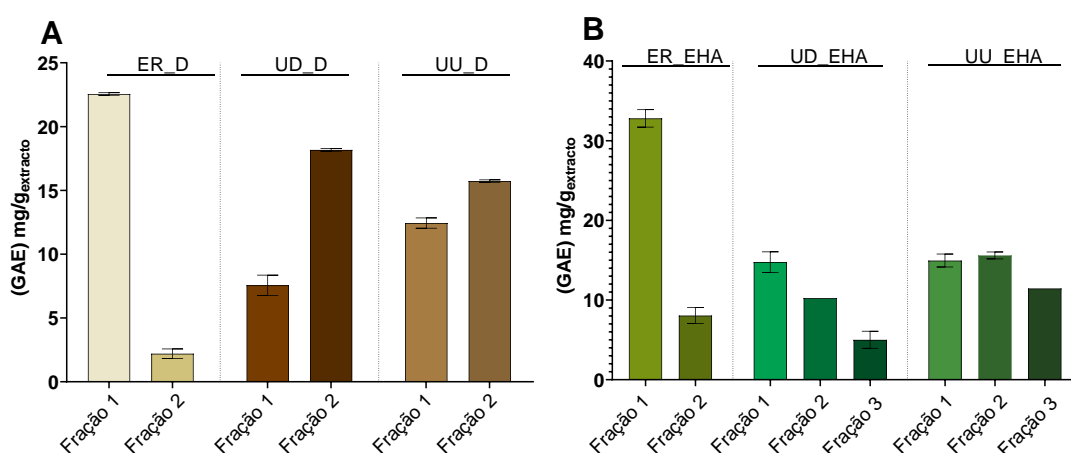 A
ER_D
UD_D
UU_D
(GAE) mg/g_extracto
25
20
15
10
5
0
Fração 1
Fração 2
Fração 1
Fração 2
Fração 1
Fração 2
B
ER_EHA
UD_EHA
UU_EHA
(GAE) mg/g_extracto
40
30
20
10
0
Fração 1
Fração 2
Fração 1
Fração 2
Fração 3
Fração 1
Fração 2
Fração 3